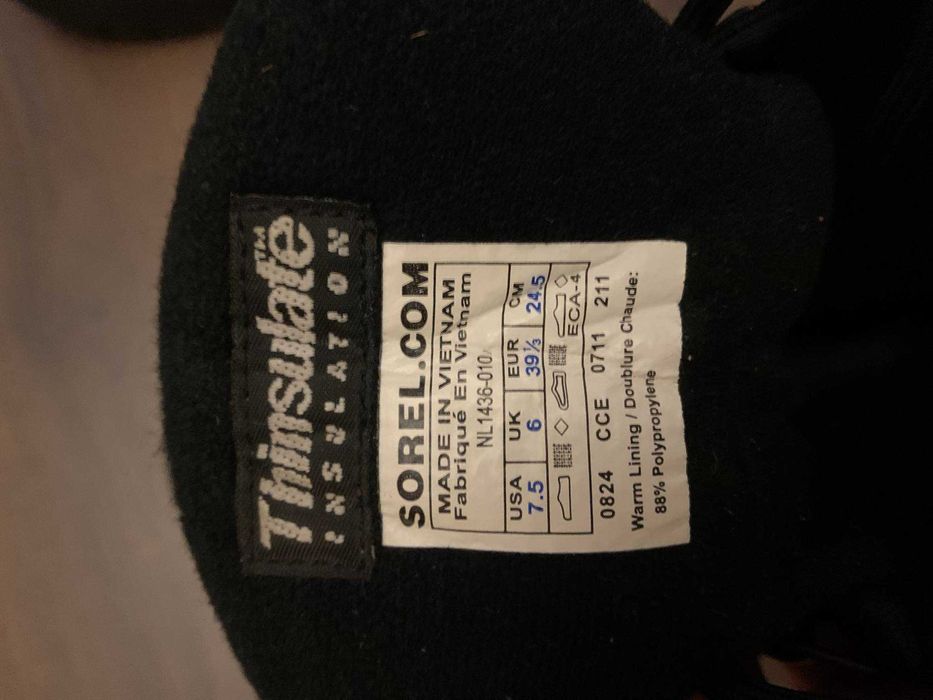 Thinsulate™
INSULATION
SOREL.COM
MADE IN VIETNAM
Fabriqué En Vietnam
NL1436-010
USA UK EUR CM
7.5 6 39⅓ 24.5
ECA-4
0824 CCE 0711 211
Warm Lining / Doublure Chaude:
88% Polypropylene